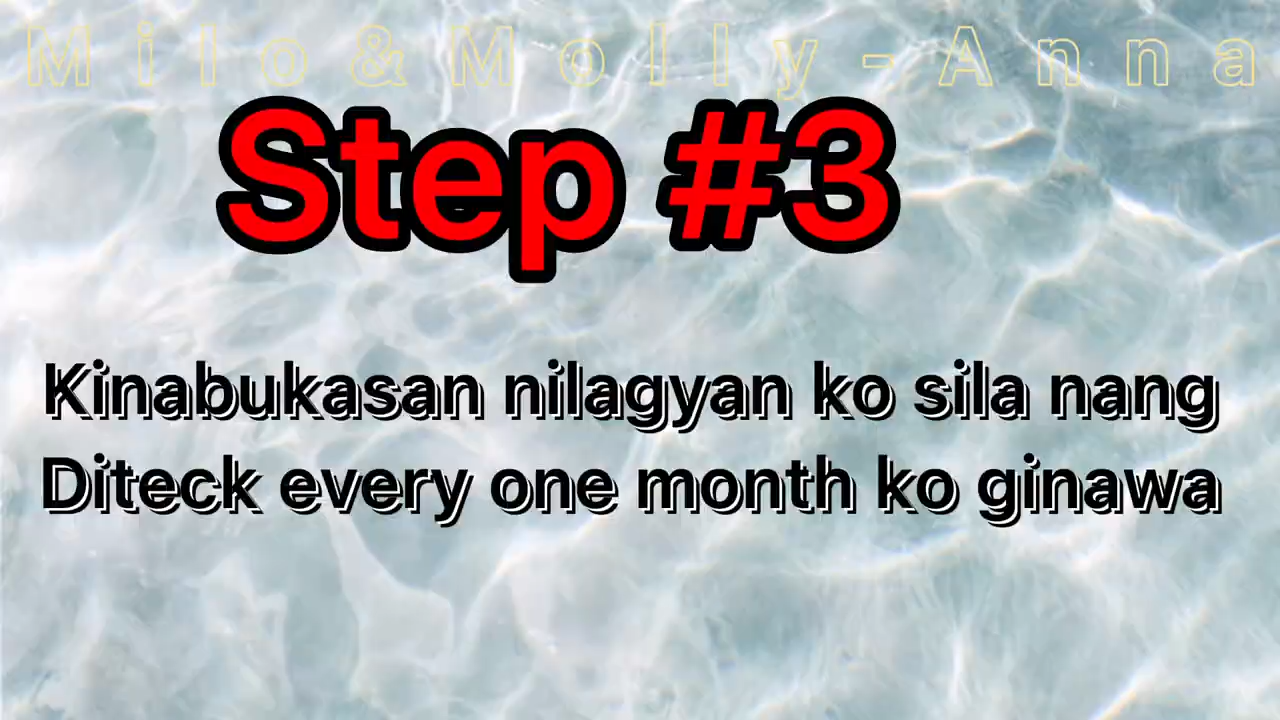 Milo&Molly-Anna
Step #3
Kinabukasan nilagyan ko sila nang
Diteck every one month ko ginawa